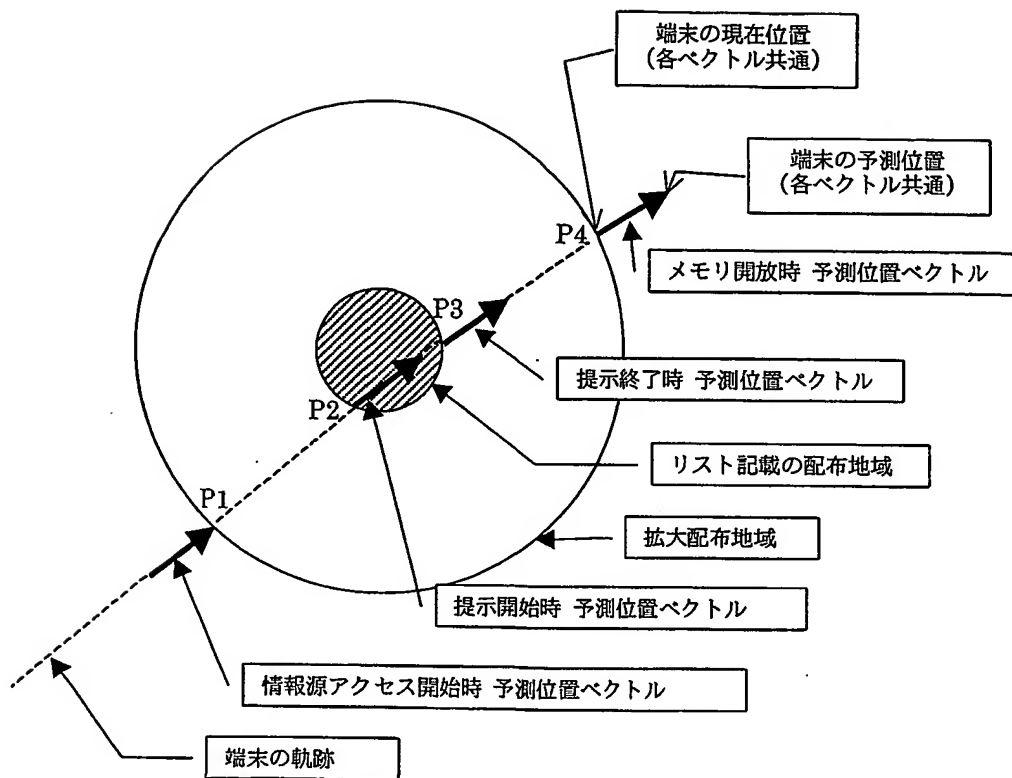 端末の現在位置
(各ベクトル共通)
端末の予測位置
(各ベクトル共通)
P4
メモリ開放時 予測位置ベクトル
P3
提示終了時 予測位置ベクトル
P2
リスト記載の配布地域
P1
拡大配布地域
提示開始時 予測位置ベクトル
情報源アクセス開始時 予測位置ベクトル
端末の軌跡